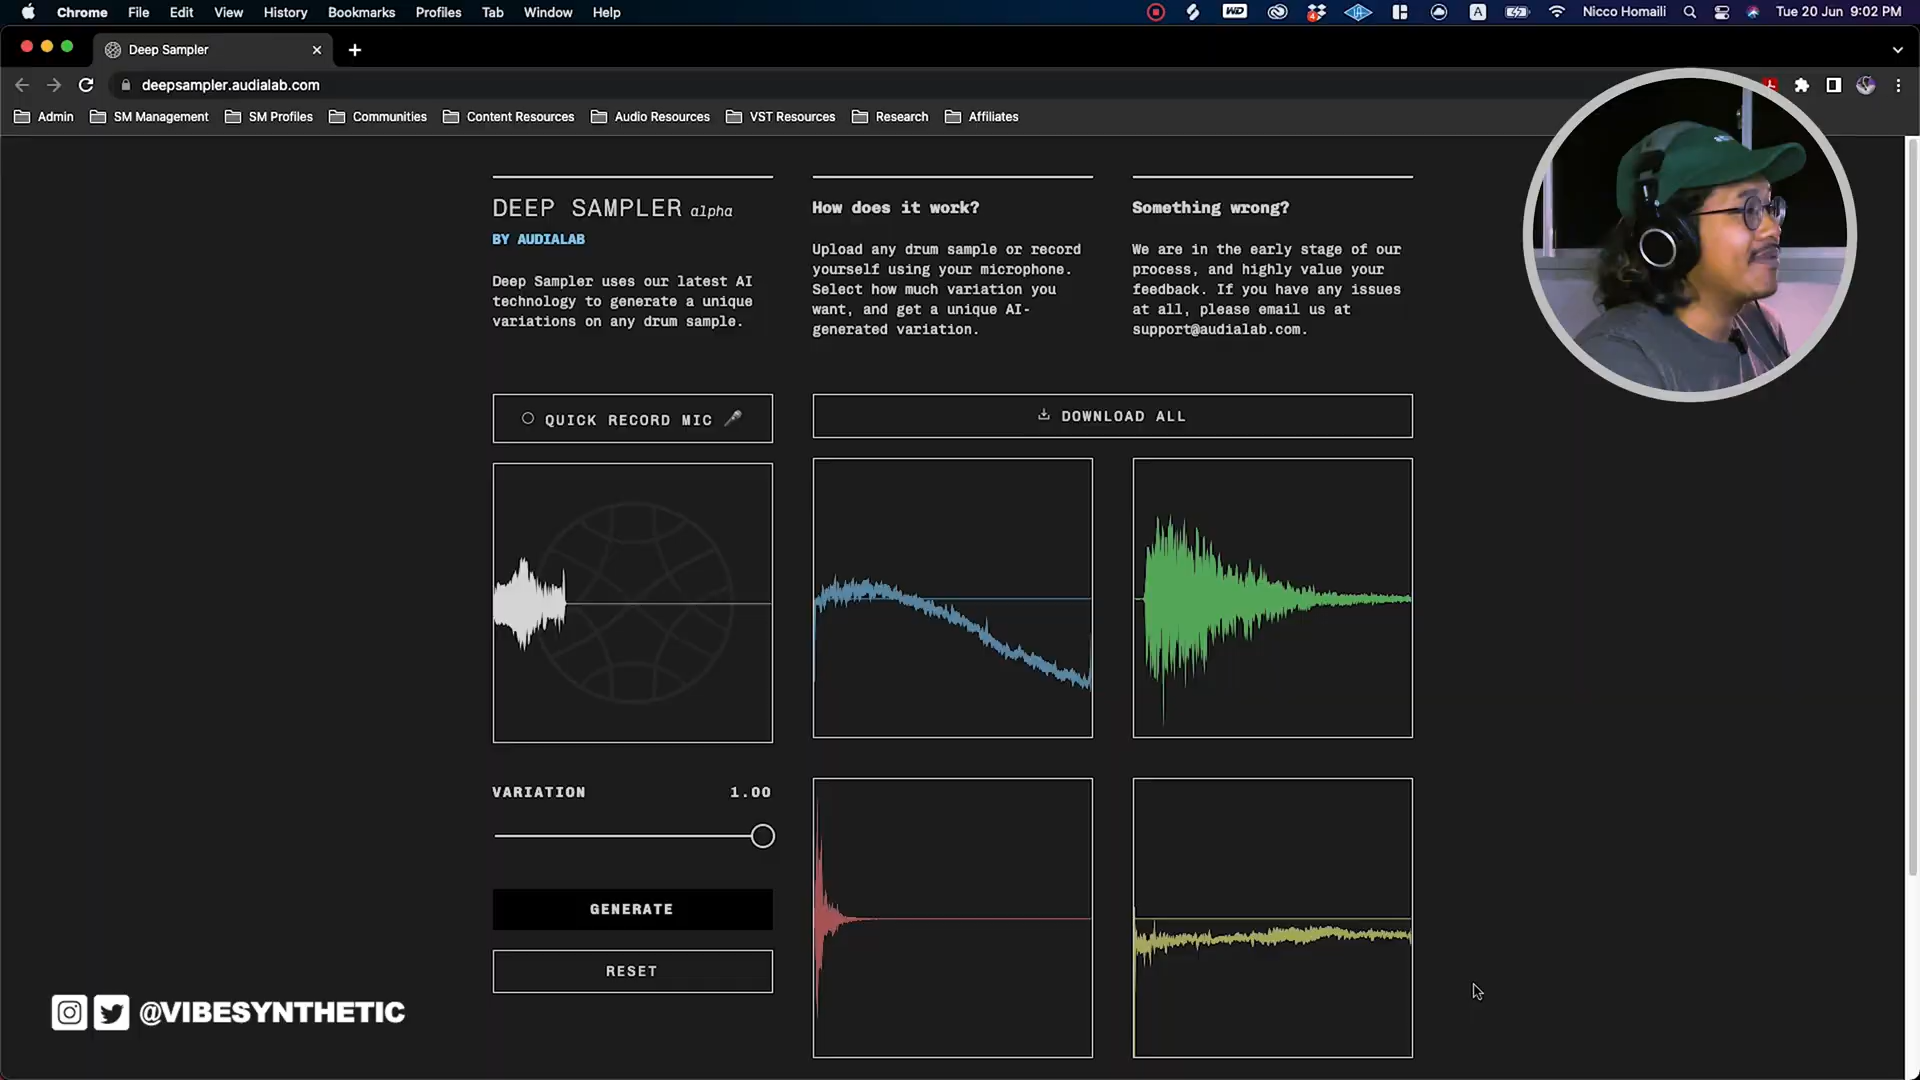 Chrome File Edit View History Bookmarks Profiles Tab Window Help
WD 4 A Nicco Homaili Tue 20 Jun 9:02 PM
Deep Sampler
deepsampler.audialab.com
Admin SM Management SM Profiles Communities Content Resources Audio Resources VST Resources Research Affiliates
DEEP SAMPLER alpha
BY AUDIALAB
Deep Sampler uses our latest AI
technology to generate a unique
variations on any drum sample.
How does it work?
Upload any drum sample or record
yourself using your microphone.
Select how much variation you
want, and get a unique AI-
generated variation.
Something wrong?
We are in the early stage of our
process, and highly value your
feedback. If you have any issues
at all, please email us at
support@audialab.com.
QUICK RECORD MIC
DOWNLOAD ALL
VARIATION 1.00
GENERATE
RESET
@VIBESYNTHETIC